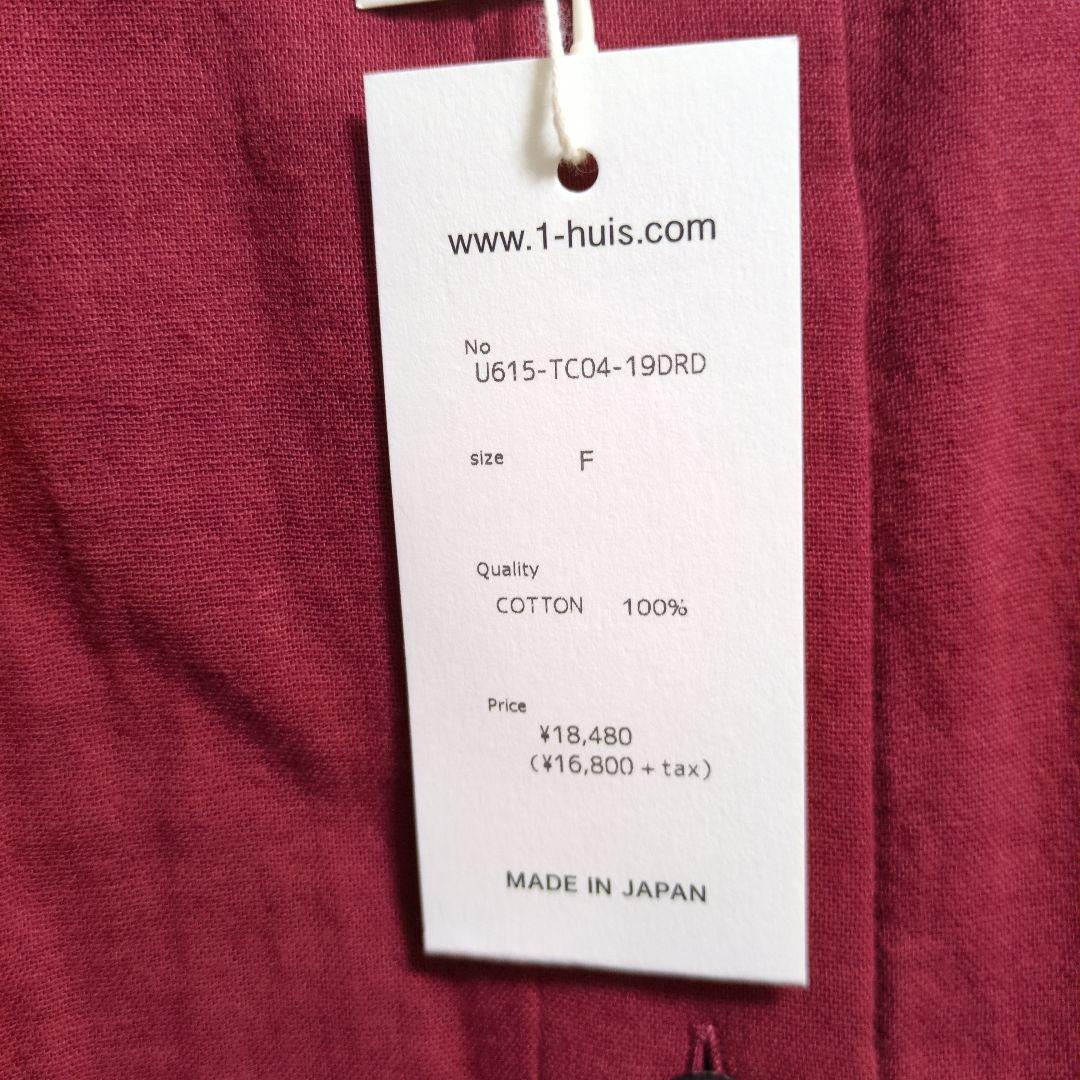 www.1-huis.com
No
U615-TC04-19DRD
size F
Quality
COTTON 100%
Price
¥18,480
(¥16,800 + tax)
MADE IN JAPAN